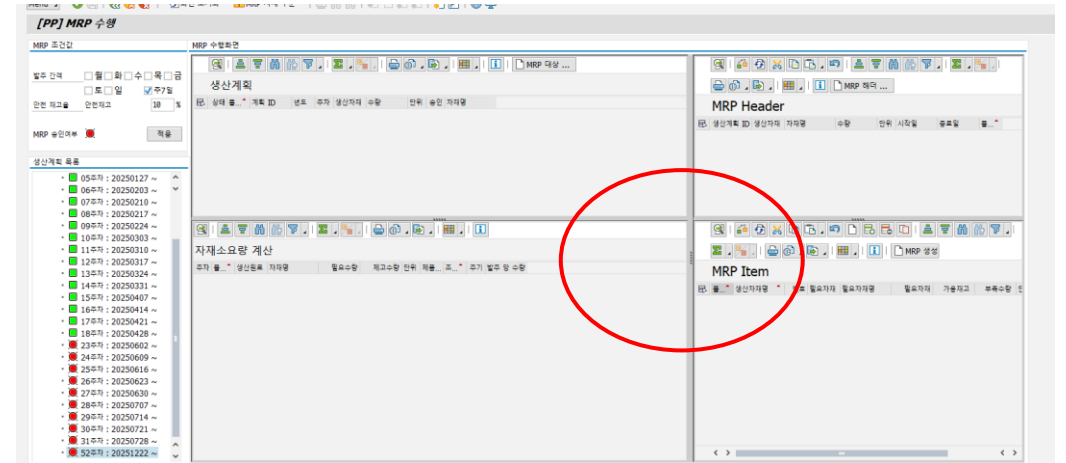 [PP] MRP 수행
MRP 조건값
발주 간격 월 화 수 목 금
토 일 주7일
안전 재고율 안전재고 10 %
MRP 승인여부 적용
생산계획 목록
05주차 : 20250127 ~
06주차 : 20250203 ~
07주차 : 20250210 ~
08주차 : 20250217 ~
09주차 : 20250224 ~
10주차 : 20250303 ~
11주차 : 20250310 ~
12주차 : 20250317 ~
13주차 : 20250324 ~
14주차 : 20250331 ~
15주차 : 20250407 ~
16주차 : 20250414 ~
17주차 : 20250421 ~
18주차 : 20250428 ~
23주차 : 20250602 ~
24주차 : 20250609 ~
25주차 : 20250616 ~
26주차 : 20250623 ~
27주차 : 20250630 ~
28주차 : 20250707 ~
29주차 : 20250714 ~
30주차 : 20250721 ~
31주차 : 20250728 ~
52주차 : 20251222 ~
MRP 수행화면
MRP 대상 ...
생산계획
상태 플...* 계획 ID 년도 주차 생산자재 수량 단위 승인 자재명
MRP 헤더 ...
MRP Header
생산계획 ID 생산자재 자재명 수량 단위 시작일 종료일 플...*
자재소요량 계산
주차 플...* 생산원료 자재명 필요수량 재고수량 단위 제품... 조...* 주기 발주 량 수량
MRP 생성
MRP Item
플...* 생산자재명 * 필요자재 필요자재명 필요자재 가용재고 부족수량